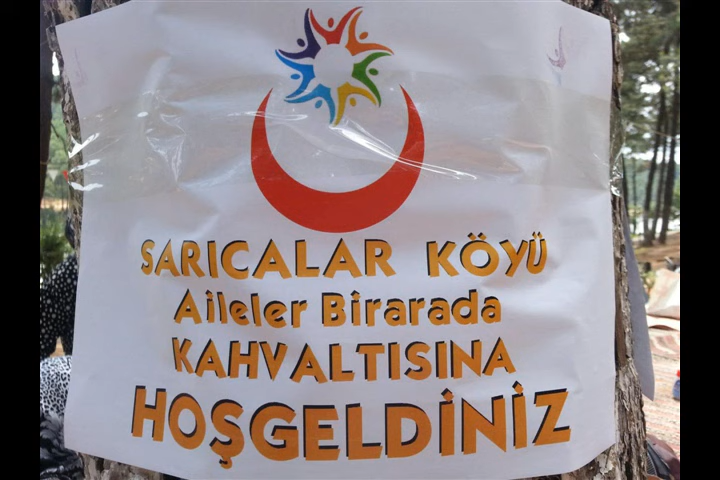 SARICALAR KÖYÜ
Aileler Birarada
KAHVALTISINA
HOŞGELDİNİZ